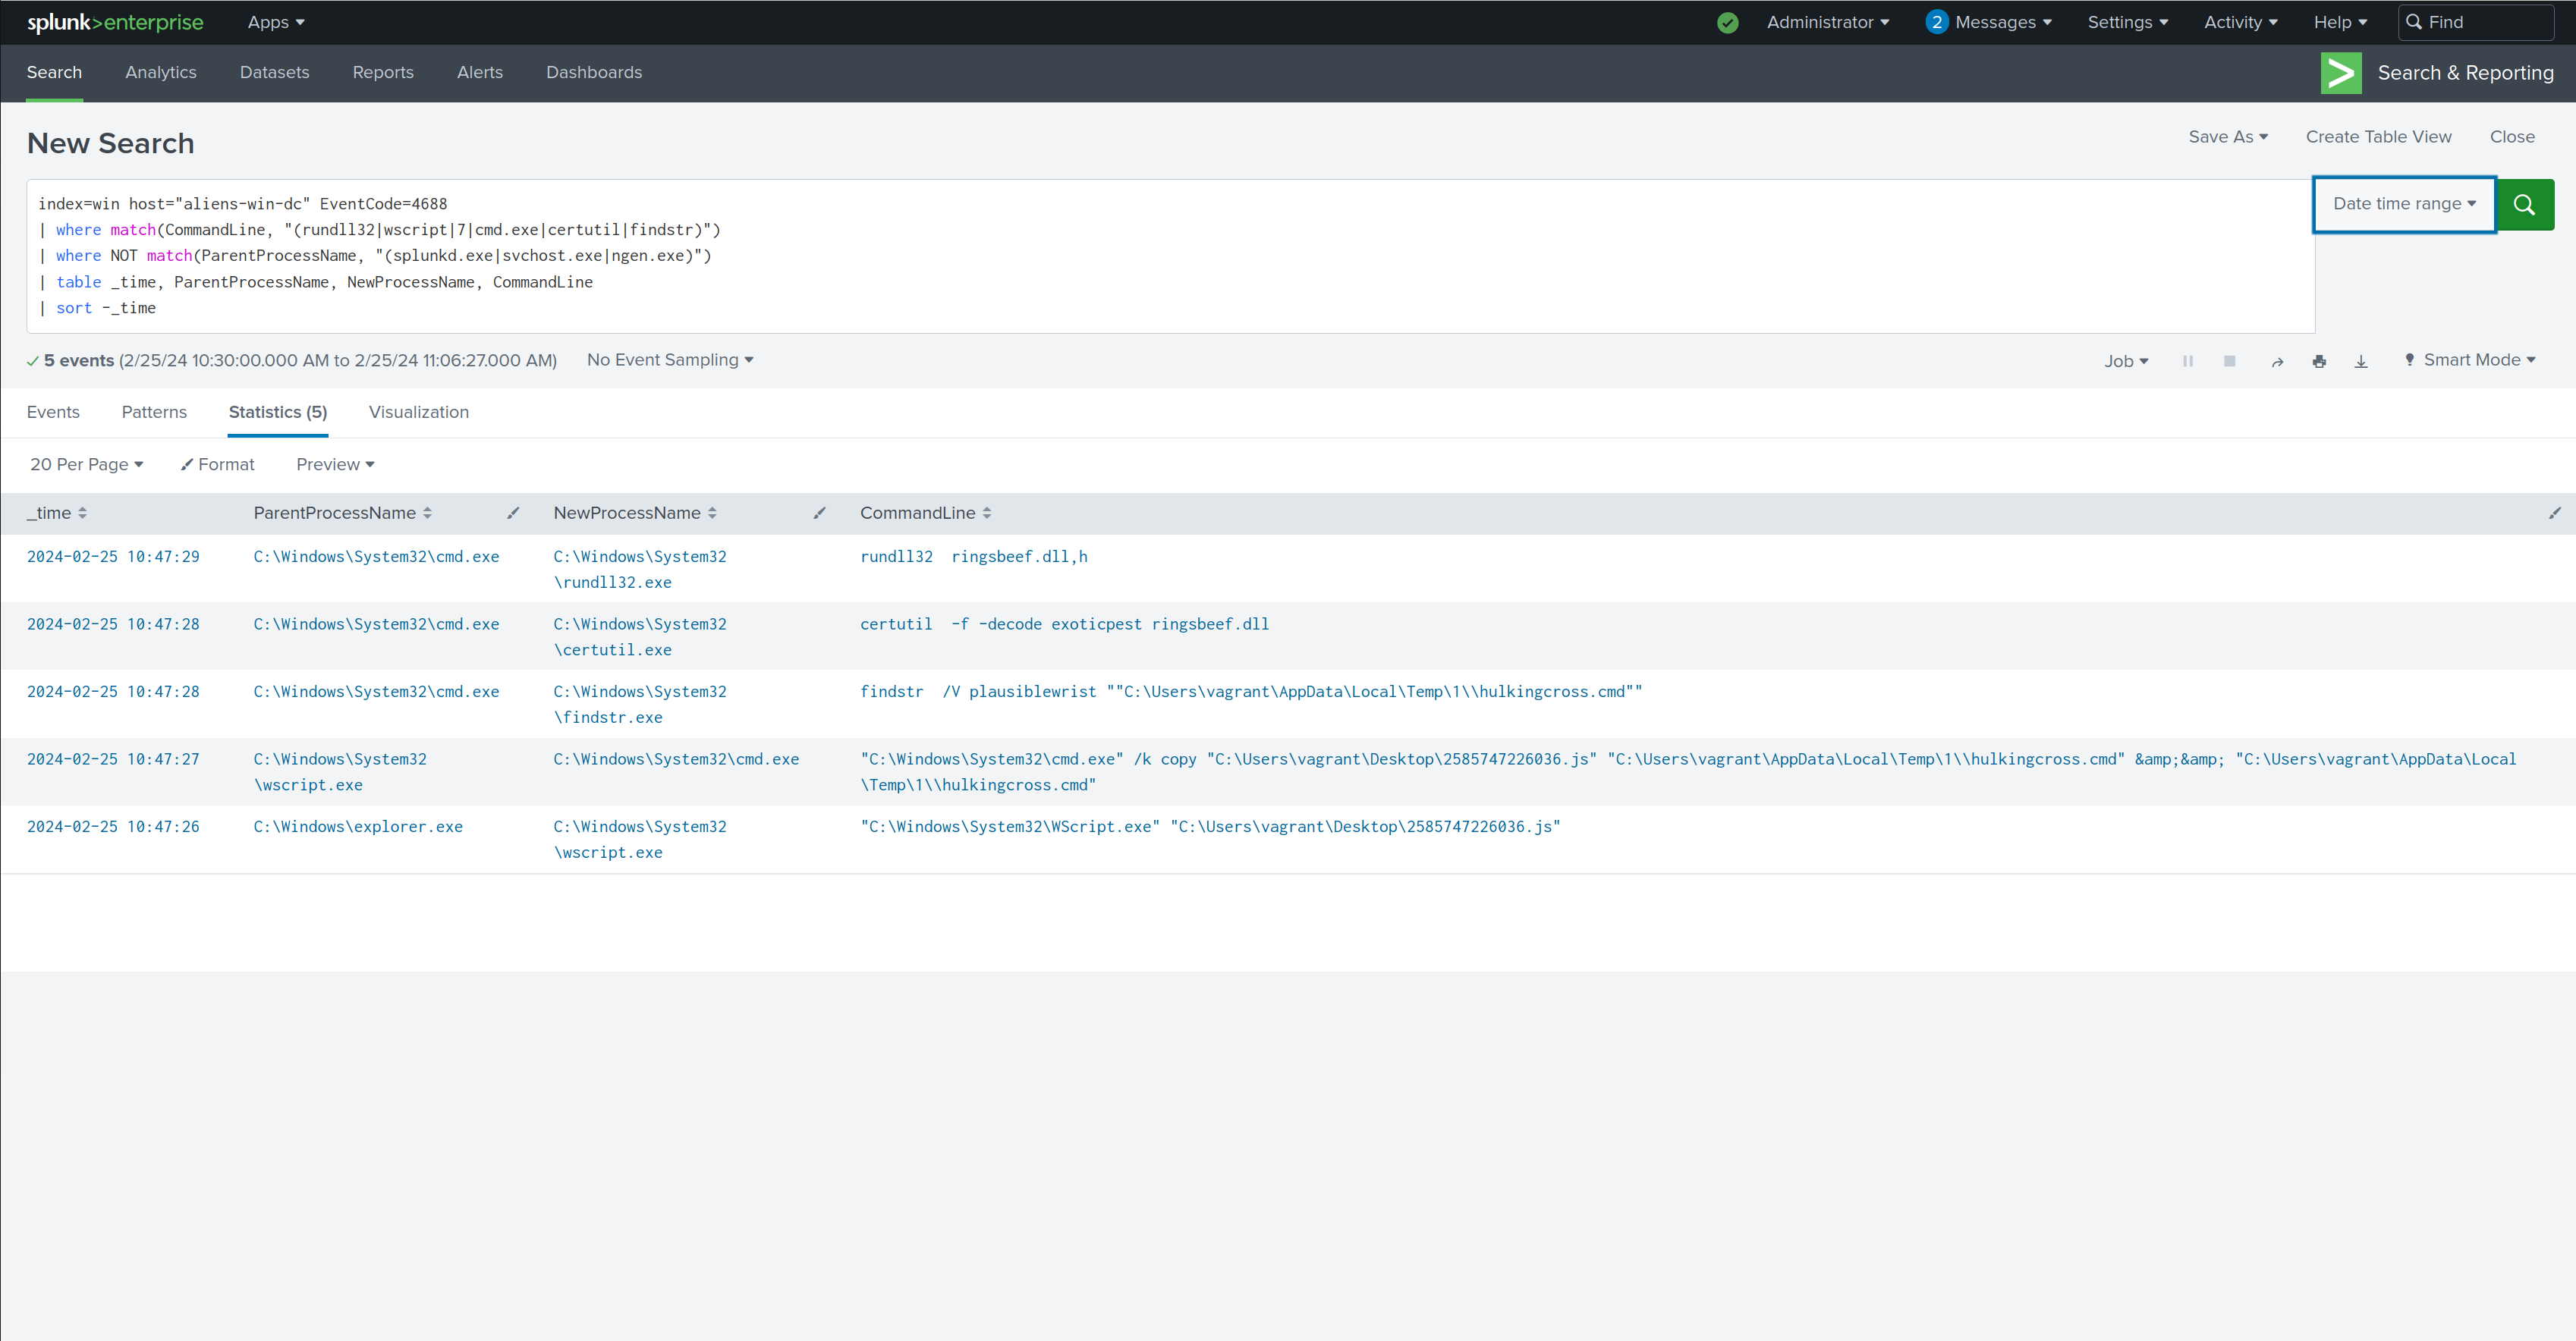 splunk>enterprise Apps Administrator 2 Messages Settings Activity Help Find
Search Analytics Datasets Reports Alerts Dashboards Search & Reporting
New Search Save As Create Table View Close
index=win host="aliens-win-dc" EventCode=4688 Date time range
| where match(CommandLine, "(rundll32|wscript|7|cmd.exe|certutil|findstr)")
| where NOT match(ParentProcessName, "(splunkd.exe|svchost.exe|ngen.exe)")
| table _time, ParentProcessName, NewProcessName, CommandLine
| sort -_time
5 events (2/25/24 10:30:00.000 AM to 2/25/24 11:06:27.000 AM) No Event Sampling Job Smart Mode
Events Patterns Statistics (5) Visualization
20 Per Page Format Preview
_time ParentProcessName NewProcessName CommandLine
2024-02-25 10:47:29 C:\Windows\System32\cmd.exe C:\Windows\System32 rundll32  ringsbeef.dll,h
\rundll32.exe
2024-02-25 10:47:28 C:\Windows\System32\cmd.exe C:\Windows\System32 certutil  -f -decode exoticpest ringsbeef.dll
\certutil.exe
2024-02-25 10:47:28 C:\Windows\System32\cmd.exe C:\Windows\System32 findstr  /V plausiblewrist ""C:\Users\vagrant\AppData\Local\Temp\1\\hulkingcross.cmd""
\findstr.exe
2024-02-25 10:47:27 C:\Windows\System32 C:\Windows\System32\cmd.exe "C:\Windows\System32\cmd.exe" /k copy "C:\Users\vagrant\Desktop\2585747226036.js" "C:\Users\vagrant\AppData\Local\Temp\1\\hulkingcross.cmd" &amp;&amp; "C:\Users\vagrant\AppData\Local
\wscript.exe \Temp\1\\hulkingcross.cmd"
2024-02-25 10:47:26 C:\Windows\explorer.exe C:\Windows\System32 "C:\Windows\System32\WScript.exe" "C:\Users\vagrant\Desktop\2585747226036.js"
\wscript.exe